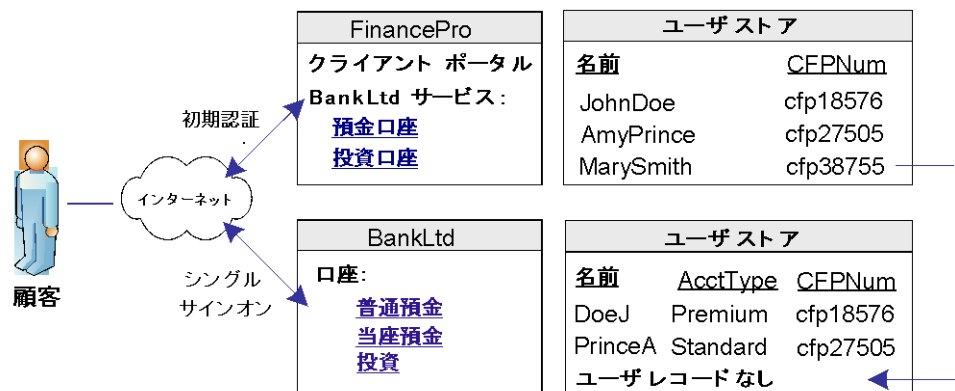 FinancePro
クライアント ポータル
BankLtd サービス:
預金口座
投資口座
ユーザ ストア
名前 CFPNum
JohnDoe cfp18576
AmyPrince cfp27505
MarySmith cfp38755
初期認証
インターネット
顧客
シングル
サインオン
BankLtd
口座:
普通預金
当座預金
投資
ユーザ ストア
名前 AcctType CFPNum
DoeJ Premium cfp18576
PrinceA Standard cfp27505
ユーザ レコード なし